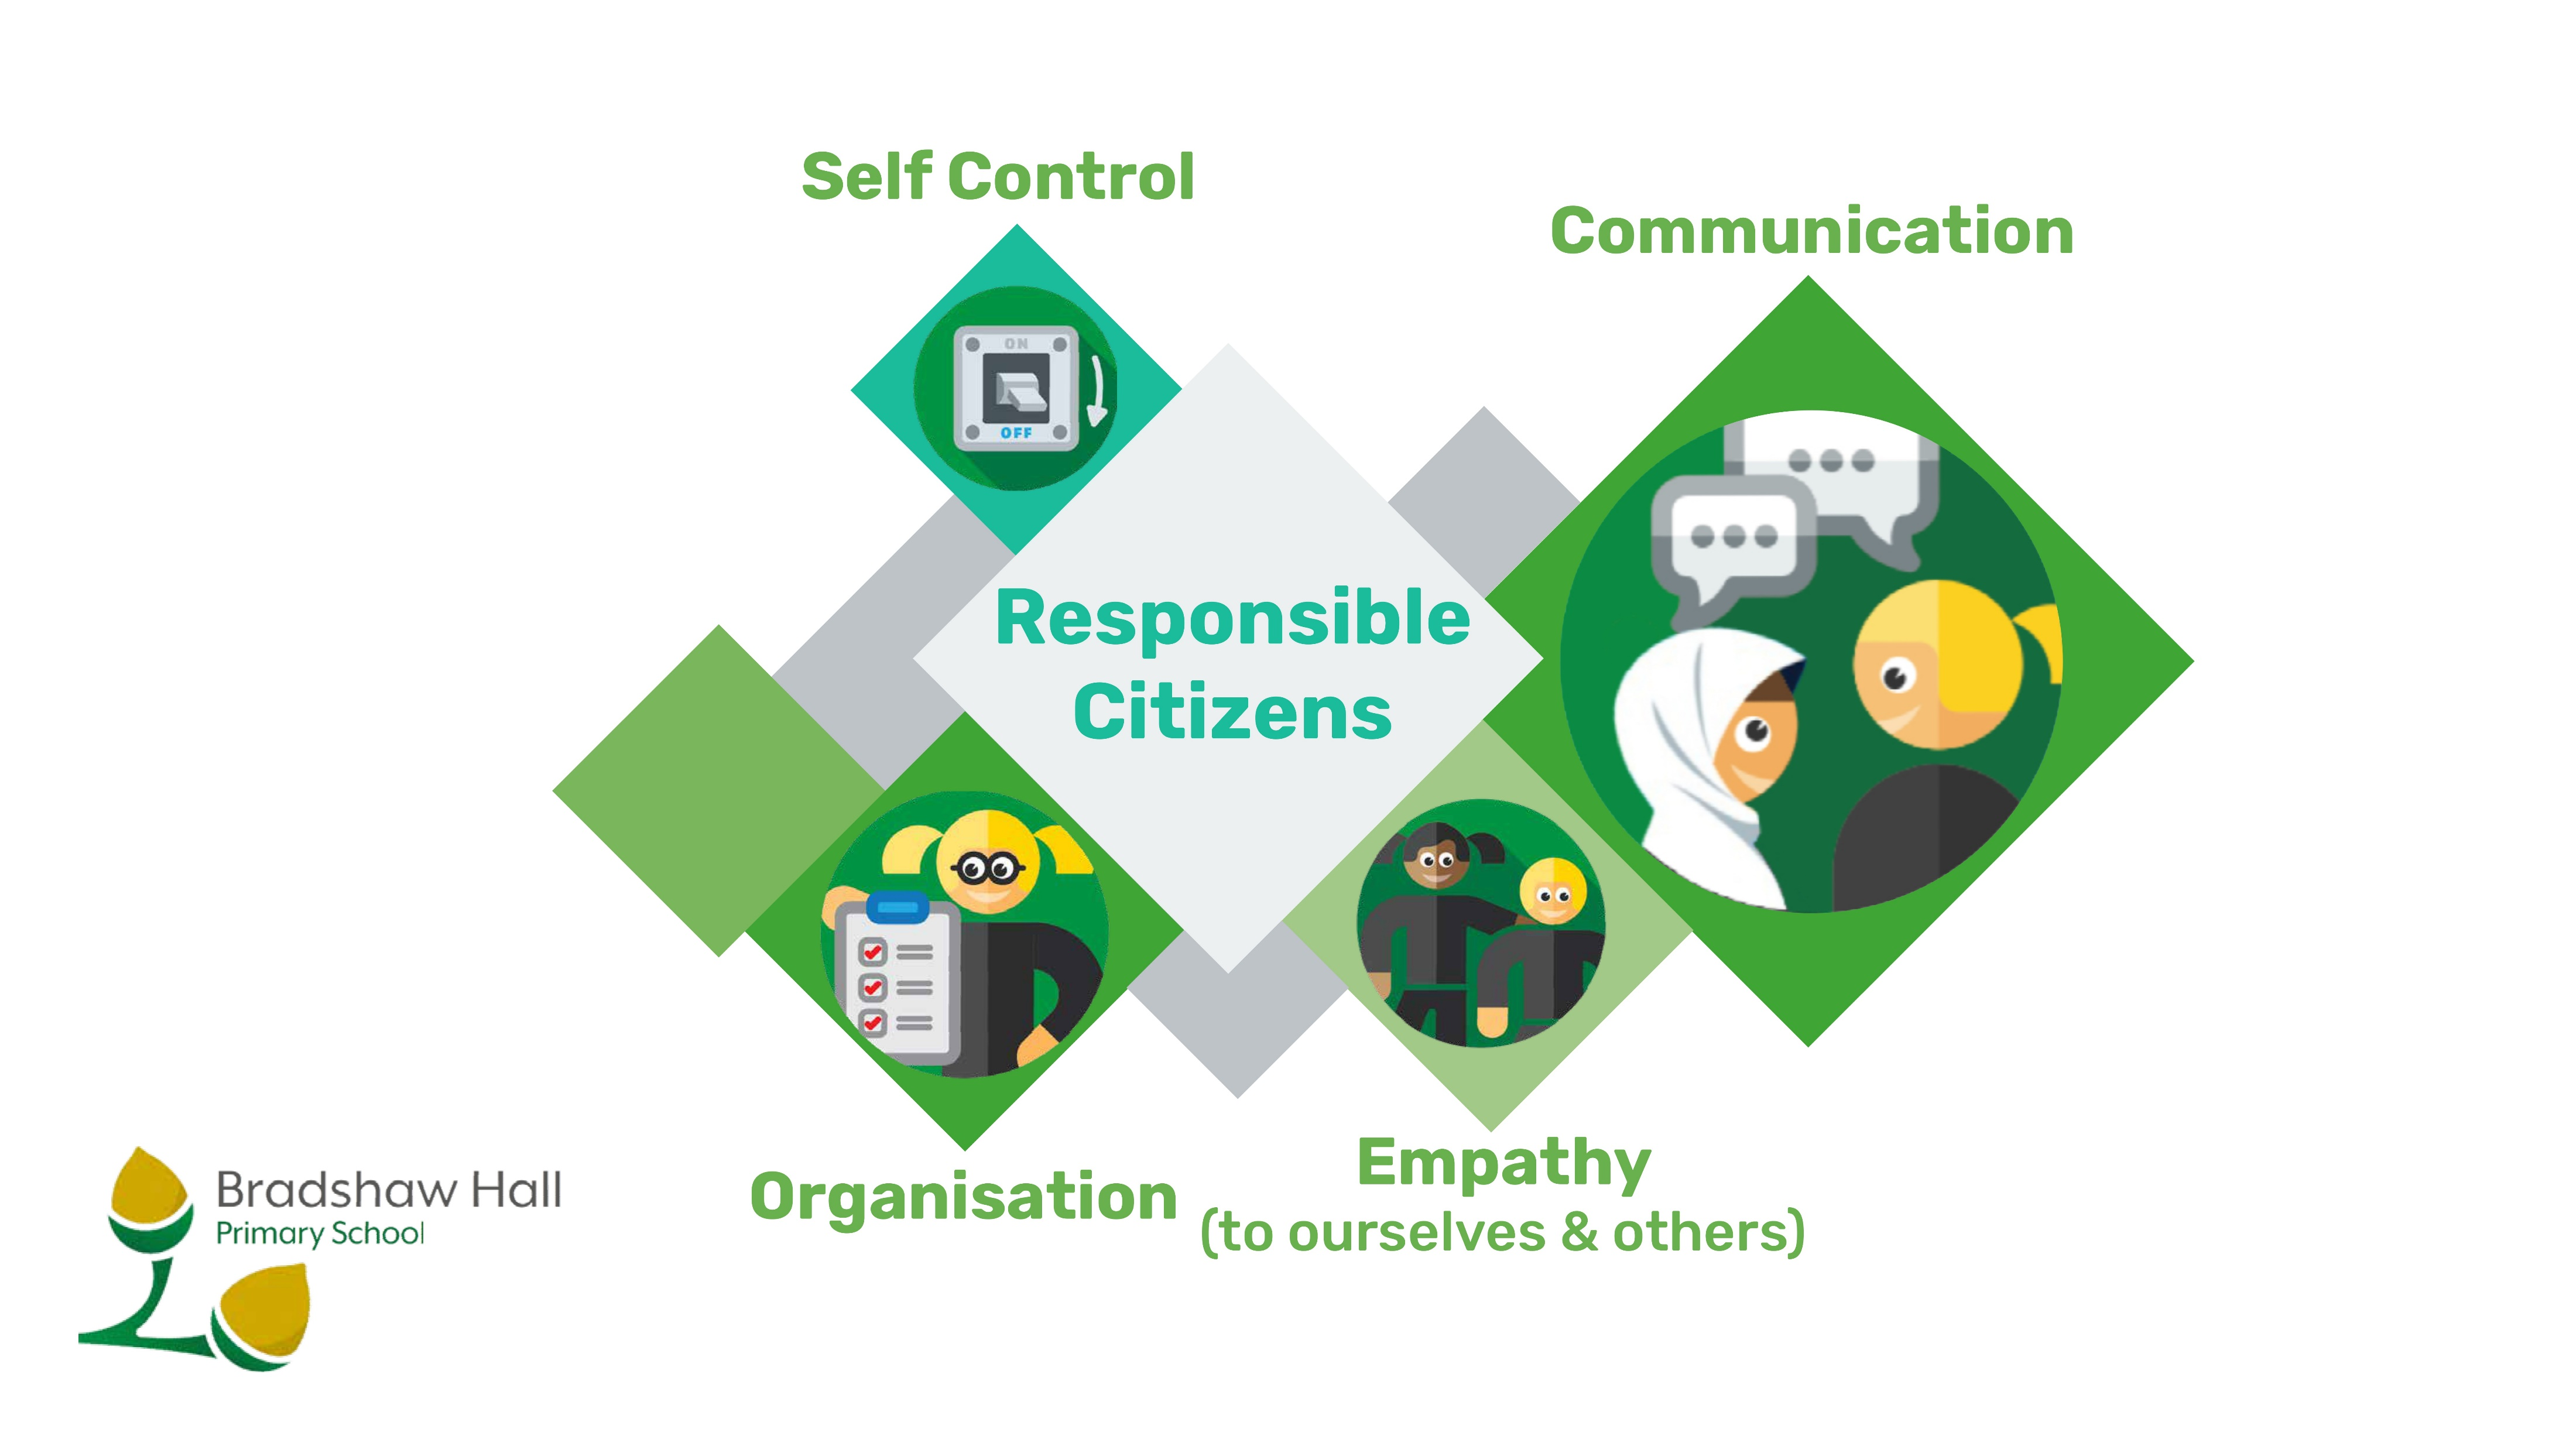 Self Control
Communication
ON
OFF
Responsible
Citizens
Organisation
Empathy
(to ourselves & others)
Bradshaw Hall
Primary School